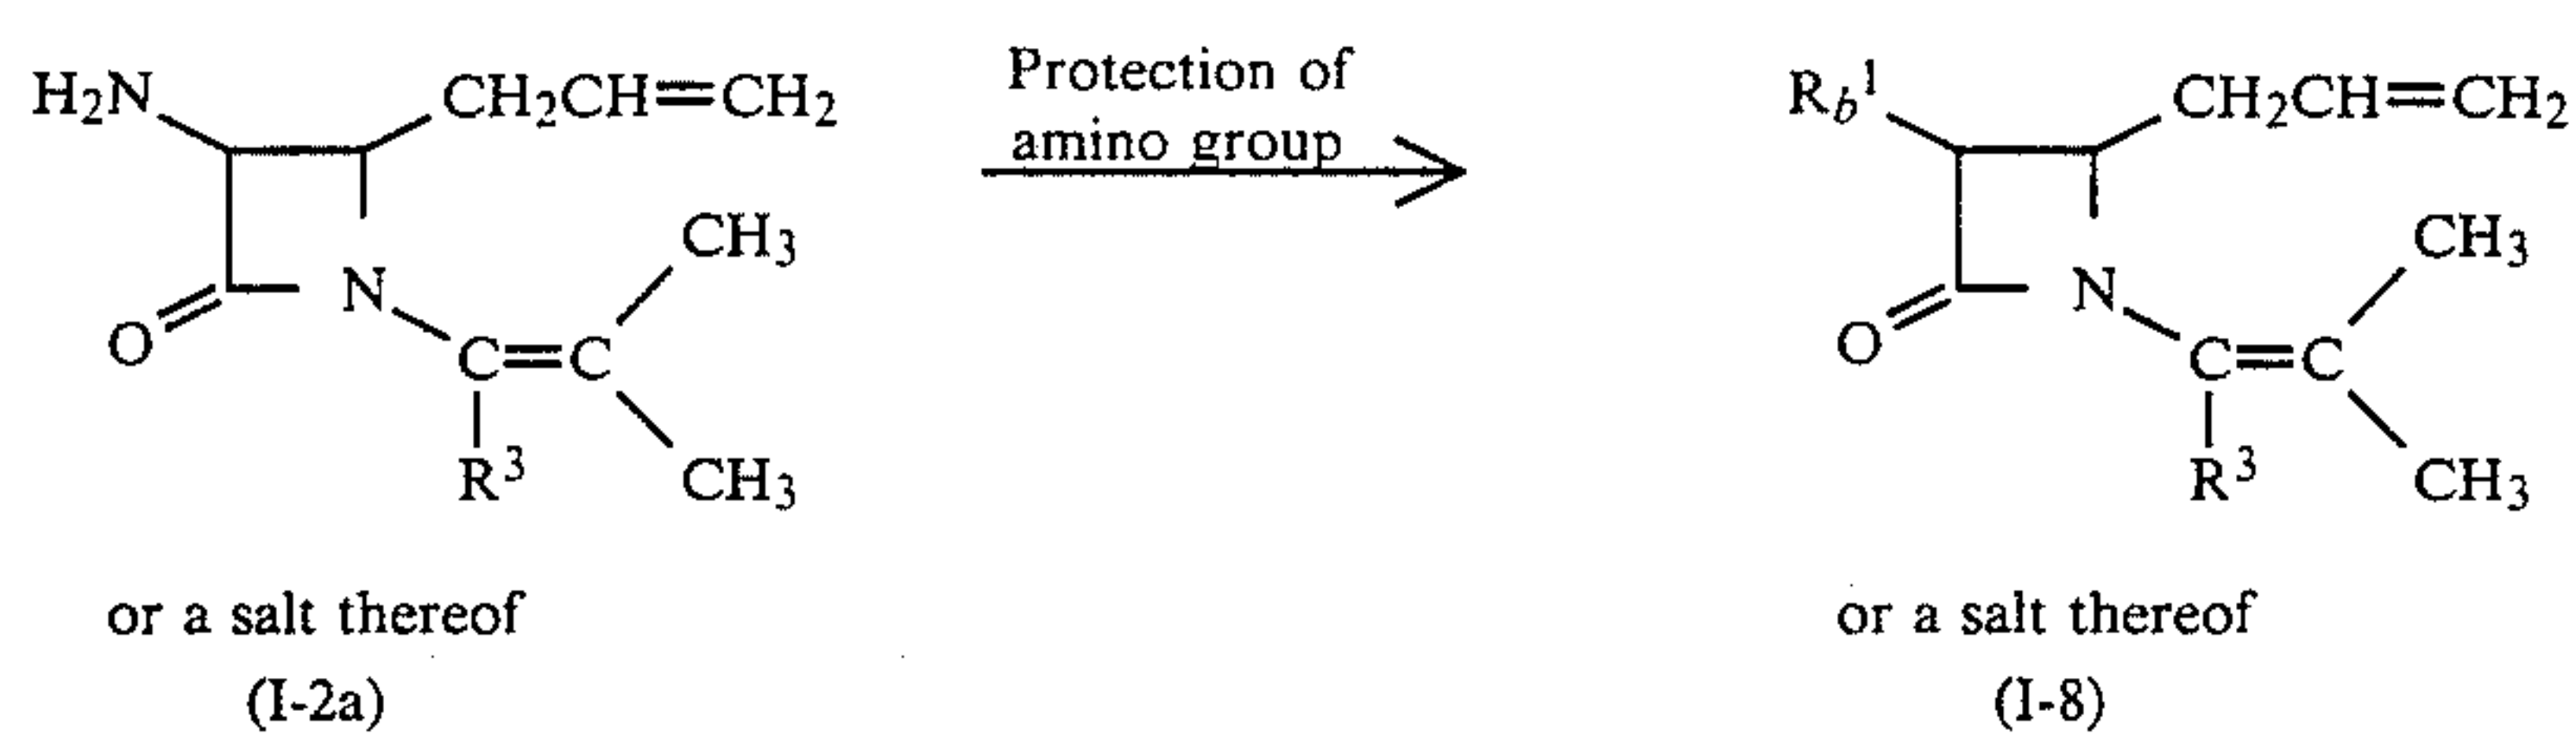 H₂N CH₂CH=CH₂ Protection of R_b¹ CH₂CH=CH₂
amino group
CH₃ CH₃
N N
O C=C O C=C
R³ CH₃ R³ CH₃
or a salt thereof or a salt thereof
(I-2a) (I-8)